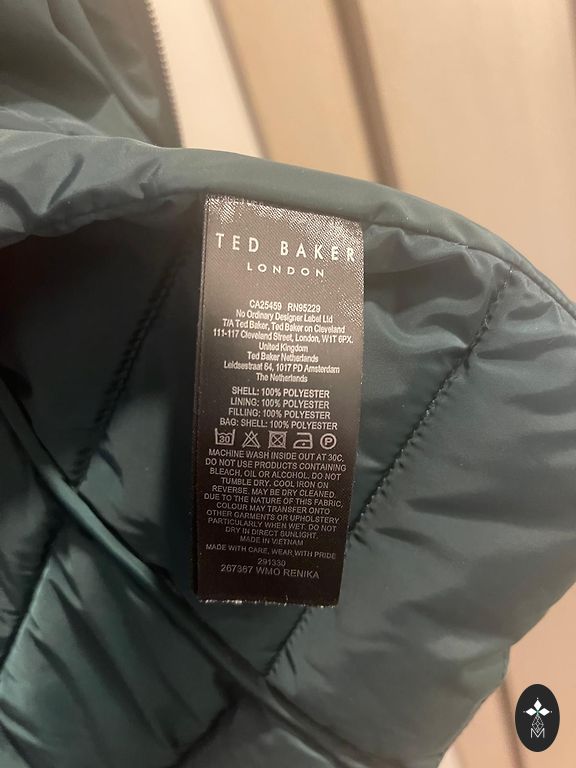 TED BAKER
LONDON
CA25459 RN95229
No Ordinary Designer Label Ltd
T/A Ted Baker, Ted Baker on Cleveland
111-117 Cleveland Street, London, W1T 6PX.
United Kingdom
Ted Baker Netherlands
Leidsestraat 64, 1017 PD Amsterdam
The Netherlands
SHELL: 100% POLYESTER
LINING: 100% POLYESTER
FILLING: 100% POLYESTER
BAG: SHELL: 100% POLYESTER
30 P
MACHINE WASH INSIDE OUT AT 30C.
DO NOT USE PRODUCTS CONTAINING
BLEACH, OIL OR ALCOHOL. DO NOT
TUMBLE DRY. COOL IRON ON
REVERSE. MAY BE DRY CLEANED.
DUE TO THE NATURE OF THIS FABRIC,
COLOUR MAY TRANSFER ONTO
OTHER GARMENTS OR UPHOLSTERY
PARTICULARLY WHEN WET. DO NOT
DRY IN DIRECT SUNLIGHT.
MADE IN VIETNAM
MADE WITH CARE, WEAR WITH PRIDE
291330
267367 WMO RENIKA